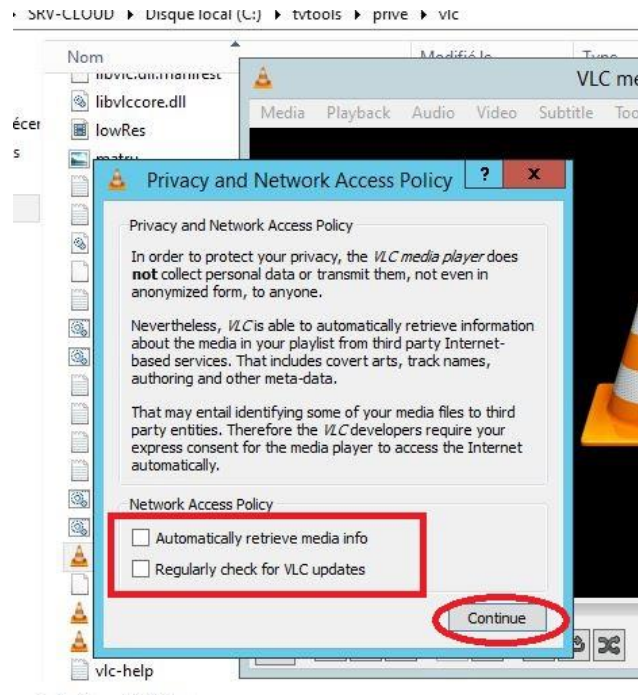 SRV-CLOUD ▸ Disque local (C:) ▸ tvtools ▸ prive ▸ vlc
Nom
Modifié le
Type
libvlc.dll.manifest
VLC me
libvlccore.dll
Media Playback Audio Video Subtitle Too
écer
lowRes
s
Privacy and Network Access Policy ? x
Privacy and Network Access Policy
In order to protect your privacy, the VLC media player does
not collect personal data or transmit them, not even in
anonymized form, to anyone.
Nevertheless, VLC is able to automatically retrieve information
about the media in your playlist from third party Internet-
based services. That includes covert arts, track names,
authoring and other meta-data.
That may entail identifying some of your media files to third
party entities. Therefore the VLC developers require your
express consent for the media player to access the Internet
automatically.
Network Access Policy
Automatically retrieve media info
Regularly check for VLC updates
Continue
vlc-help